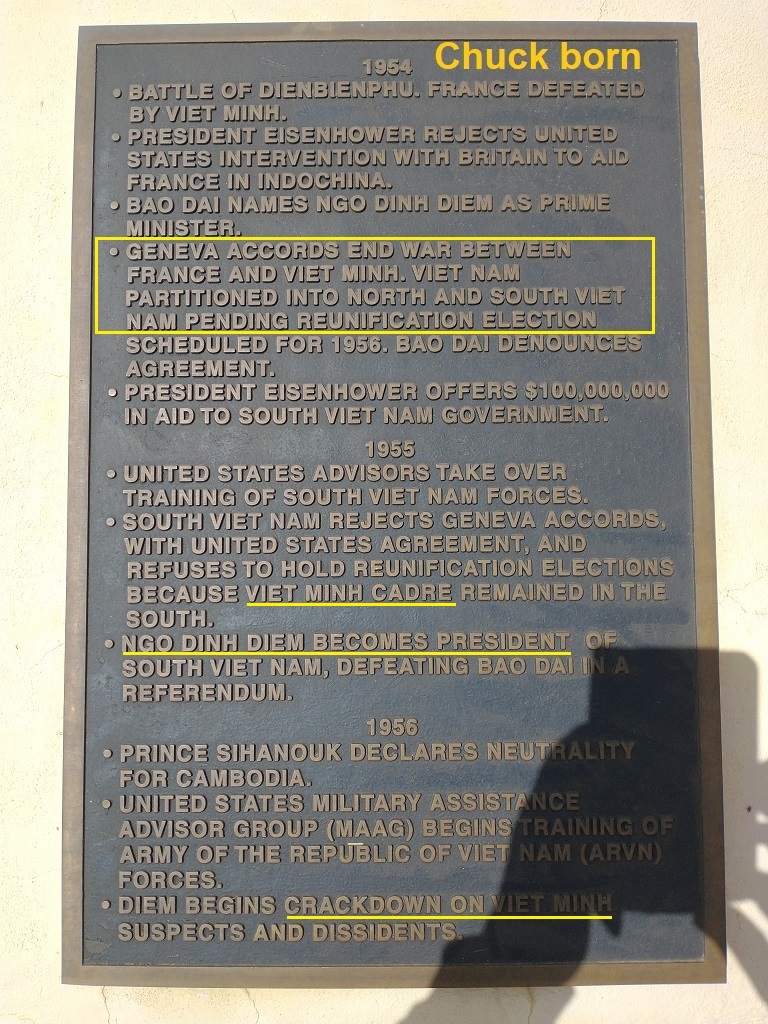 Chuck born
1954
• BATTLE OF DIENBIENPHU. FRANCE DEFEATED
BY VIET MINH.
• PRESIDENT EISENHOWER REJECTS UNITED
STATES INTERVENTION WITH BRITAIN TO AID
FRANCE IN INDOCHINA.
• BAO DAI NAMES NGO DINH DIEM AS PRIME
MINISTER.
• GENEVA ACCORDS END WAR BETWEEN
FRANCE AND VIET MINH. VIET NAM
PARTITIONED INTO NORTH AND SOUTH VIET
NAM PENDING REUNIFICATION ELECTION
SCHEDULED FOR 1956. BAO DAI DENOUNCES
AGREEMENT.
• PRESIDENT EISENHOWER OFFERS $100,000,000
IN AID TO SOUTH VIET NAM GOVERNMENT.
1955
• UNITED STATES ADVISORS TAKE OVER
TRAINING OF SOUTH VIET NAM FORCES.
• SOUTH VIET NAM REJECTS GENEVA ACCORDS,
WITH UNITED STATES AGREEMENT, AND
REFUSES TO HOLD REUNIFICATION ELECTIONS
BECAUSE VIET MINH CADRE REMAINED IN THE
SOUTH.
• NGO DINH DIEM BECOMES PRESIDENT OF
SOUTH VIET NAM, DEFEATING BAO DAI IN A
REFERENDUM.
1956
• PRINCE SIHANOUK DECLARES NEUTRALITY
FOR CAMBODIA.
• UNITED STATES MILITARY ASSISTANCE
ADVISOR GROUP (MAAG) BEGINS TRAINING OF
ARMY OF THE REPUBLIC OF VIET NAM (ARVN)
FORCES.
• DIEM BEGINS CRACKDOWN ON VIET MINH
SUSPECTS AND DISSIDENTS.